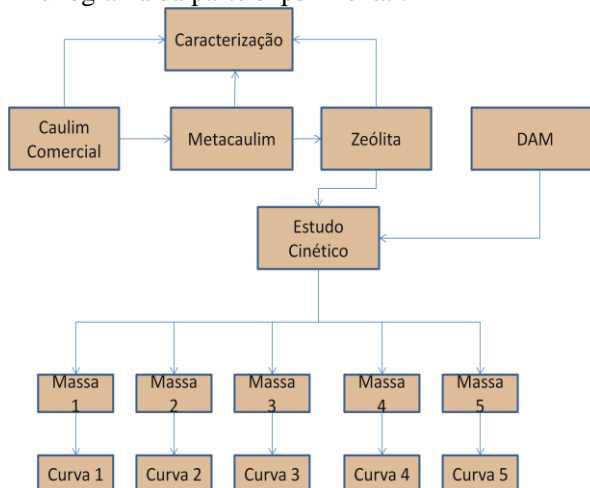 Caracterização
Caulim
Comercial
Metacaulim
Zeólita
DAM
Estudo
Cinético
Massa
1
Massa
2
Massa
3
Massa
4
Massa
5
Curva 1
Curva 2
Curva 3
Curva 4
Curva 5